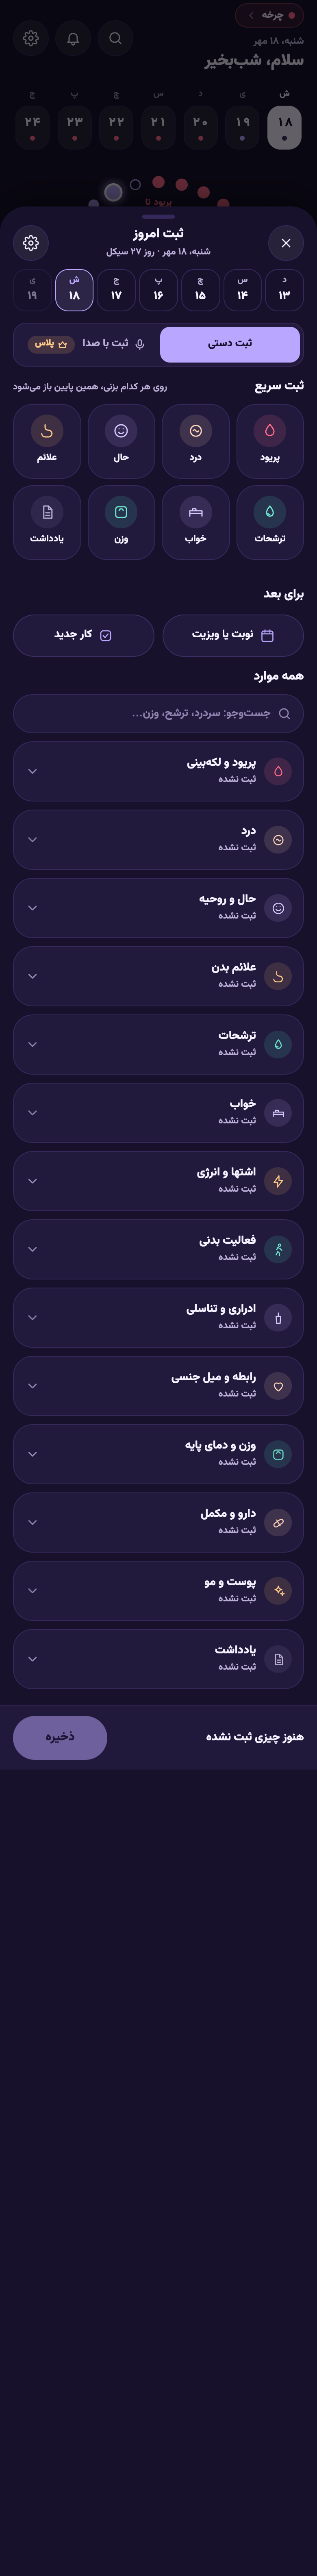 چرخه
شنبه، ۱۸ مهر
سلام، شب‌بخیر
ش ی د س چ پ ج
۱۸ ۱۹ ۲۰ ۲۱ ۲۲ ۲۳ ۲۴
پریود تا
ثبت امروز
شنبه، ۱۸ مهر · روز ۲۷ سیکل
د س چ پ ج ش ی
۱۳ ۱۴ ۱۵ ۱۶ ۱۷ ۱۸ ۱۹
ثبت دستی
ثبت با صدا پلاس
ثبت سریع
روی هر کدام بزنی، همین پایین باز می‌شود
پریود درد حال علائم
ترشحات خواب وزن یادداشت
برای بعد
نوبت یا ویزیت
کار جدید
همه موارد
جست‌وجو: سردرد، ترشح، وزن...
پریود و لکه‌بینی
ثبت نشده
درد
ثبت نشده
حال و روحیه
ثبت نشده
علائم بدن
ثبت نشده
ترشحات
ثبت نشده
خواب
ثبت نشده
اشتها و انرژی
ثبت نشده
فعالیت بدنی
ثبت نشده
ادراری و تناسلی
ثبت نشده
رابطه و میل جنسی
ثبت نشده
وزن و دمای پایه
ثبت نشده
دارو و مکمل
ثبت نشده
پوست و مو
ثبت نشده
یادداشت
ثبت نشده
هنوز چیزی ثبت نشده
ذخیره